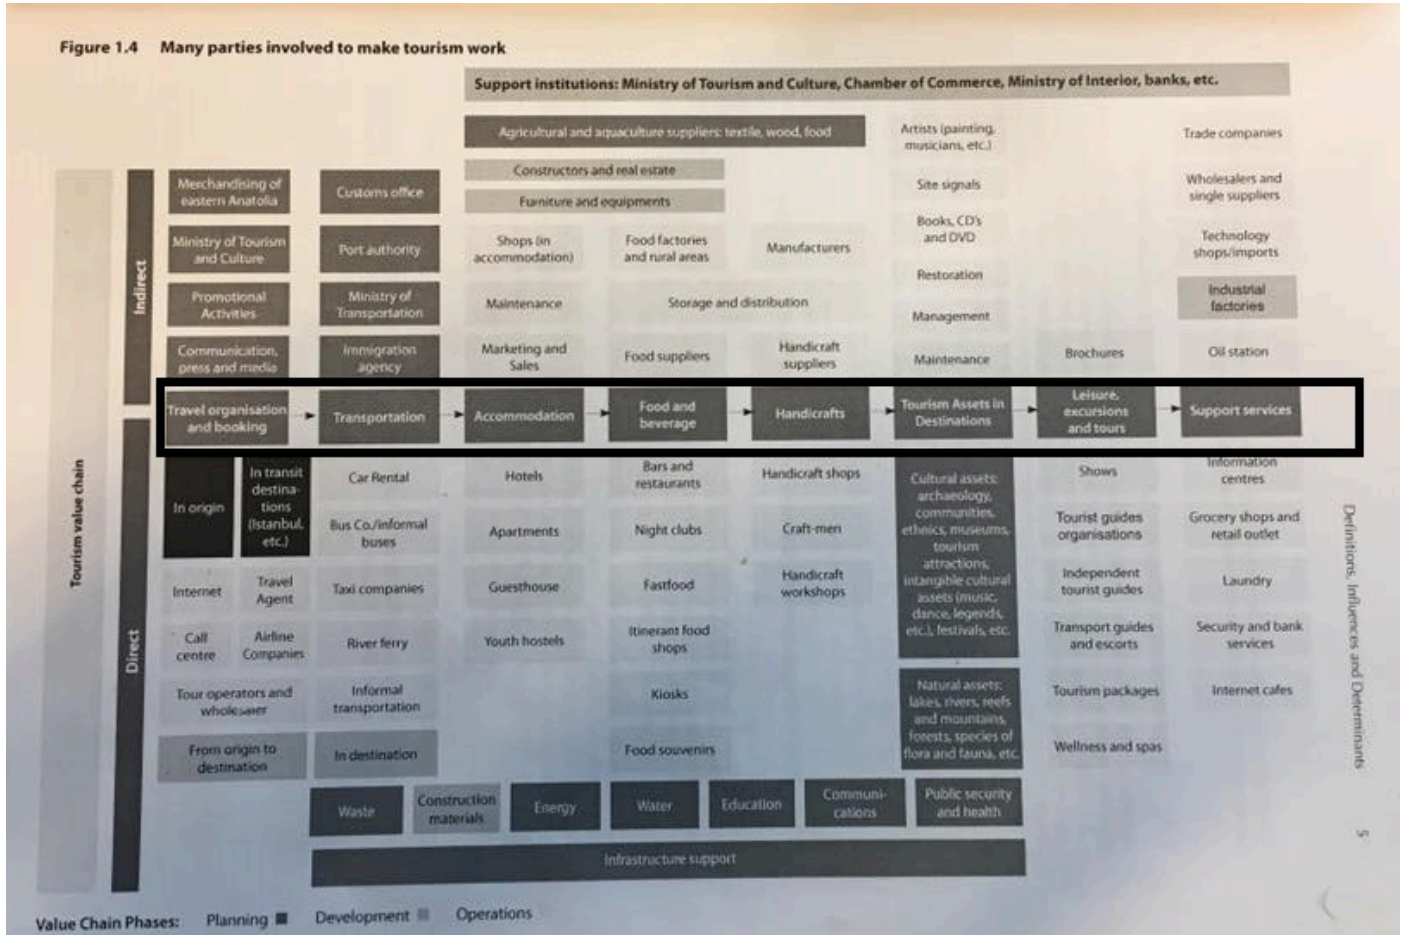 Figure 1.4 Many parties involved to make tourism work
Support institutions: Ministry of Tourism and Culture, Chamber of Commerce, Ministry of Interior, banks, etc.
Agricultural and aquaculture suppliers: textile, wood, food
Constructors and real estate
Furniture and equipments
Tourism value chain
Indirect
Merchandising of
eastern Anatolia
Ministry of Tourism
and Culture
Promotional
Activities
Communication,
press and media
Customs office
Port authority
Ministry of
Transportation
Immigration
agency
Shops (in
accommodation)
Maintenance
Marketing and
Sales
Food factories
and rural areas
Storage and distribution
Food suppliers
Manufacturers
Handicraft
suppliers
Artists (painting,
musicians, etc.)
Site signals
Books, CD's
and DVD
Restoration
Management
Maintenance
Brochures
Trade companies
Wholesalers and
single suppliers
Technology
shops/imports
Industrial
factories
Oil station
Travel organisation
and booking
Transportation
Accommodation
Food and
beverage
Handicrafts
Tourism Assets in
Destinations
Leisure,
excursions
and tours
Support services
Direct
In origin
In transit
destina-
tions
(Istanbul,
etc.)
Internet
Travel
Agent
Call
centre
Airline
Companies
Tour operators and
wholesaler
From origin to
destination
Car Rental
Bus Co./informal
buses
Taxi companies
River ferry
Informal
transportation
In destination
Hotels
Apartments
Guesthouse
Youth hostels
Bars and
restaurants
Night clubs
Fastfood
Itinerant food
shops
Kiosks
Food souvenirs
Handicraft shops
Craft-men
Handicraft
workshops
Cultural assets:
archaeology,
communities,
ethnics, museums,
tourism
attractions,
intangible cultural
assets (music,
dance, legends,
etc.), festivals, etc.
Natural assets:
lakes, rivers, reefs
and mountains,
forests, species of
flora and fauna, etc.
Shows
Tourist guides
organisations
Independent
tourist guides
Transport guides
and escorts
Tourism packages
Wellness and spas
Information
centres
Grocery shops and
retail outlet
Laundry
Security and bank
services
Internet cafes
Waste
Construction
materials
Energy
Water
Education
Communi-
cations
Public security
and health
Infrastructure support
Value Chain Phases: Planning Development Operations
Definitions, Influences and Determinants
5